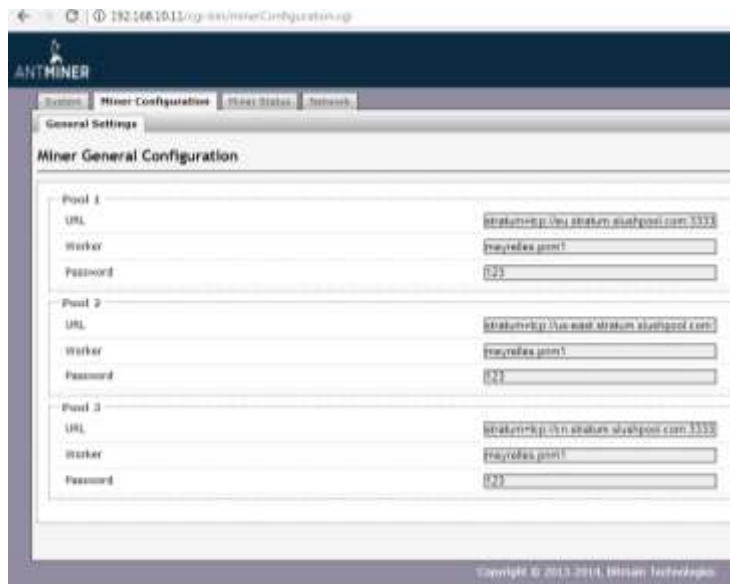 192.168.10.11/cgi-bin/minerConfiguration.cgi
ANTMINER
System Miner Configuration Miner Status Network
General Settings
Miner General Configuration
Pool 1
URL stratum+tcp://eu.stratum.slushpool.com:3333
Worker
Password 123
Pool 2
URL stratum+tcp://us-east.stratum.slushpool.com:
Worker
Password 123
Pool 3
URL stratum+tcp://cn.stratum.slushpool.com:3333
Worker
Password 123
Copyright © 2013-2014, Bitmain Technologies